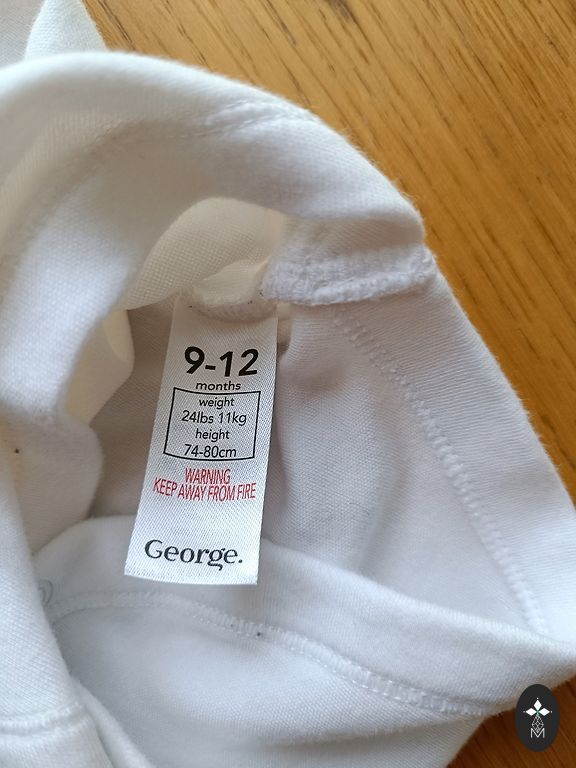 9-12
months
weight
24lbs 11kg
height
74-80cm
WARNING
KEEP AWAY FROM FIRE
George.